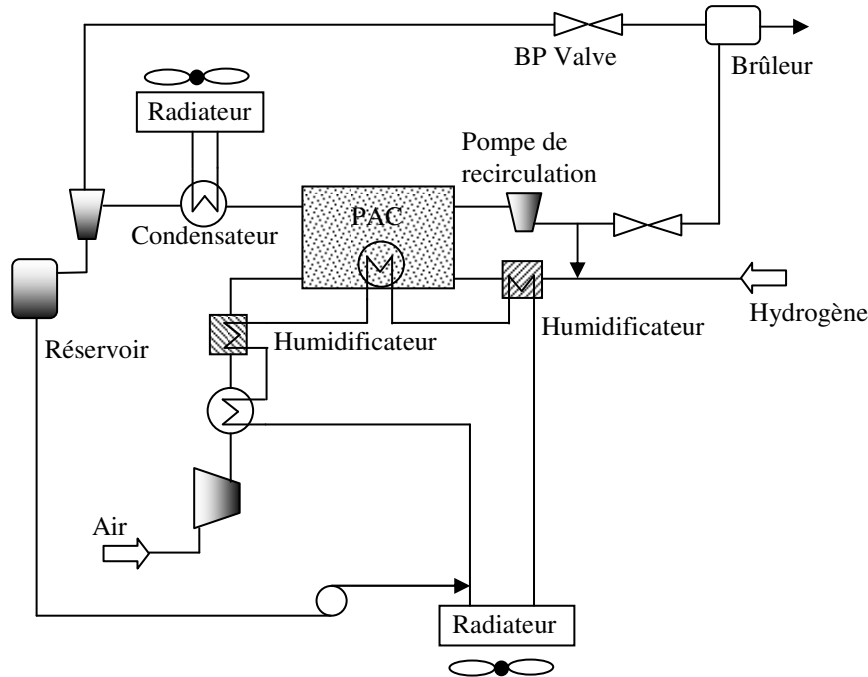 BP Valve
Brûleur
Radiateur
Pompe de
recirculation
PAC
Condensateur
Hydrogène
Humidificateur
Humidificateur
Réservoir
Air
Radiateur